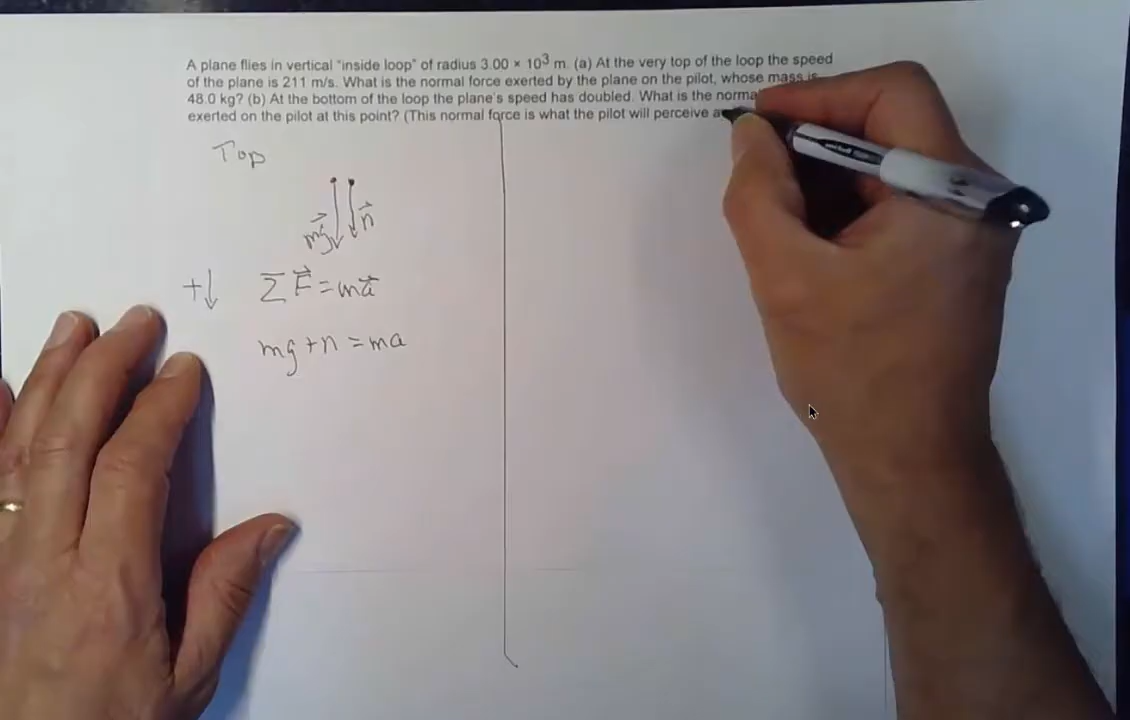 A plane flies in vertical "inside loop" of radius 3.00 × 10³ m. (a) At the very top of the loop the speed
of the plane is 211 m/s. What is the normal force exerted by the plane on the pilot, whose mass is
48.0 kg? (b) At the bottom of the loop the plane's speed has doubled. What is the
exerted on the pilot at this point? (This normal force is what the pilot will perceive
Top
mg⃗ n⃗
+↓ ΣF⃗ = ma⃗
mg + n = ma